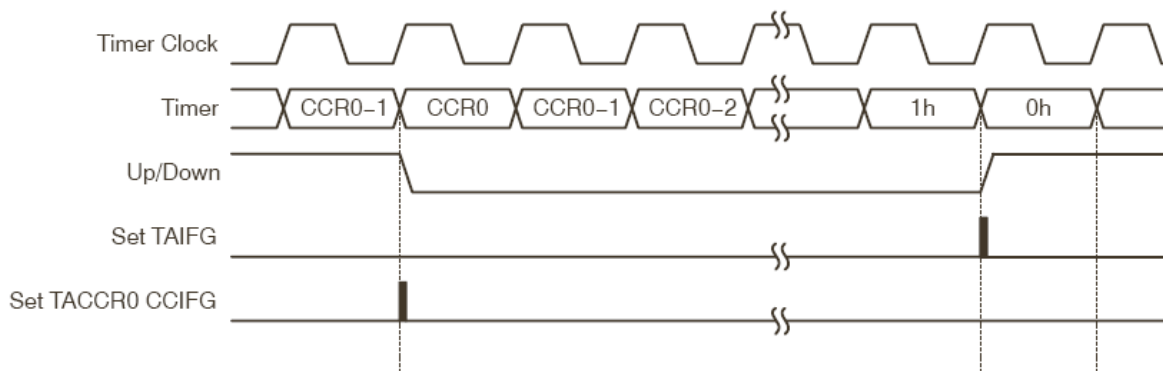 Timer Clock
Timer CCR0−1 CCR0 CCR0−1 CCR0−2 1h 0h
Up/Down
Set TAIFG
Set TACCR0 CCIFG